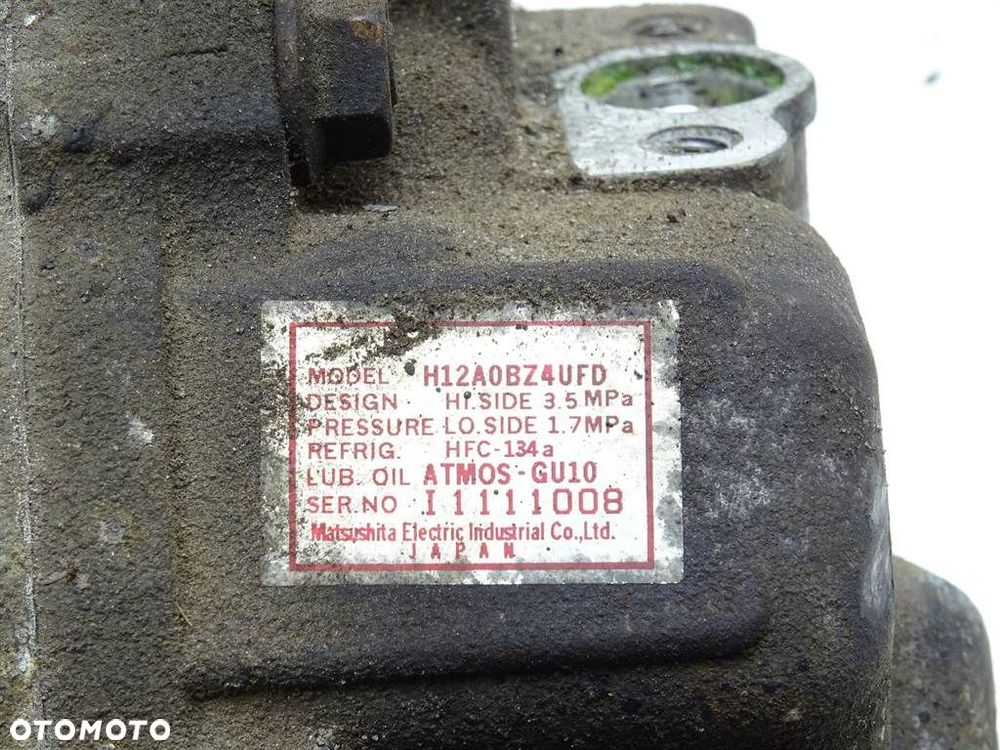 MODEL H12A0BZ4UFD
DESIGN HI.SIDE 3.5 MPa
PRESSURE LO.SIDE 1.7MPa
REFRIG. HFC-134a
LUB. OIL ATMOS-GU10
SER.NO I1111008
Matsushita Electric Industrial Co.,Ltd.
JAPAN
OTOMOTO